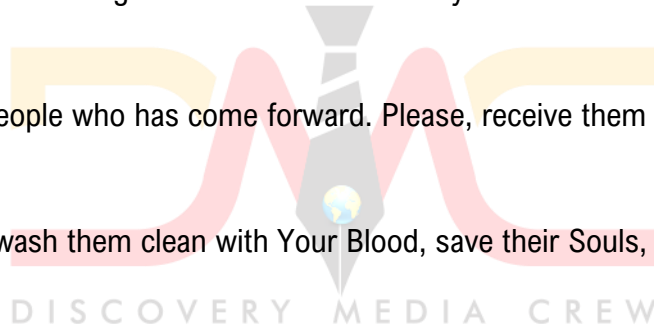 eople who has come forward. Please, receive them
wash them clean with Your Blood, save their Souls,
DISCOVERY MEDIA CREW